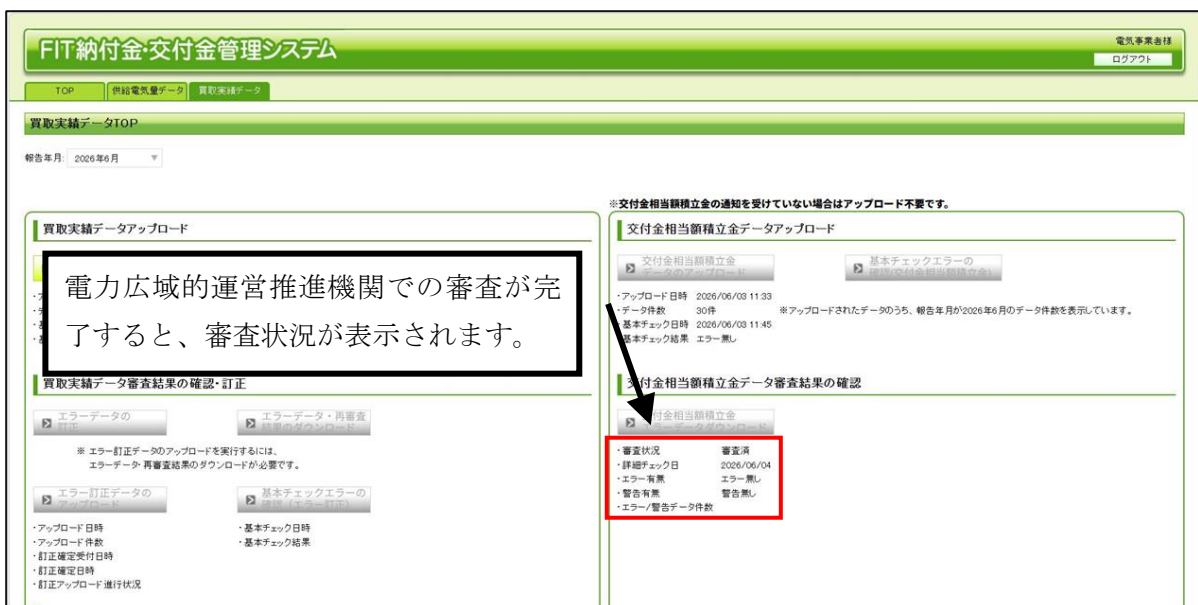 FIT納付金・交付金管理システム
電気事業者様
ログアウト
TOP
供給電気量データ
買取実績データ
買取実績データTOP
報告年月: 2026年6月
※交付金相当額積立金の通知を受けていない場合はアップロード不要です。
買取実績データアップロード
電力広域的運営推進機関での審査が完
了すると、審査状況が表示されます。
買取実績データ審査結果の確認・訂正
エラーデータの
訂正
エラーデータ・再審査
結果のダウンロード
※ エラー訂正データのアップロードを実行するには、
エラーデータ・再審査結果のダウンロードが必要です。
エラー訂正データの
アップロード
基本チェックエラーの
確認（エラー訂正）
・アップロード日時
・アップロード件数
・訂正確定受付日時
・訂正確定日時
・訂正アップロード進行状況
・基本チェック日時
・基本チェック結果
交付金相当額積立金データアップロード
交付金相当額積立金
データのアップロード
基本チェックエラーの
確認(交付金相当額積立金)
・アップロード日時 2026/06/03 11:33
・データ件数 30件 ※アップロードされたデータのうち、報告年月が2026年6月のデータ件数を表示しています。
・基本チェック日時 2026/06/03 11:45
基本チェック結果 エラー無し
交付金相当額積立金データ審査結果の確認
交付金相当額積立金
エラーデータダウンロード
・審査状況 審査済
・詳細チェック日 2026/06/04
・エラー有無 エラー無し
・警告有無 警告無し
・エラー/警告データ件数